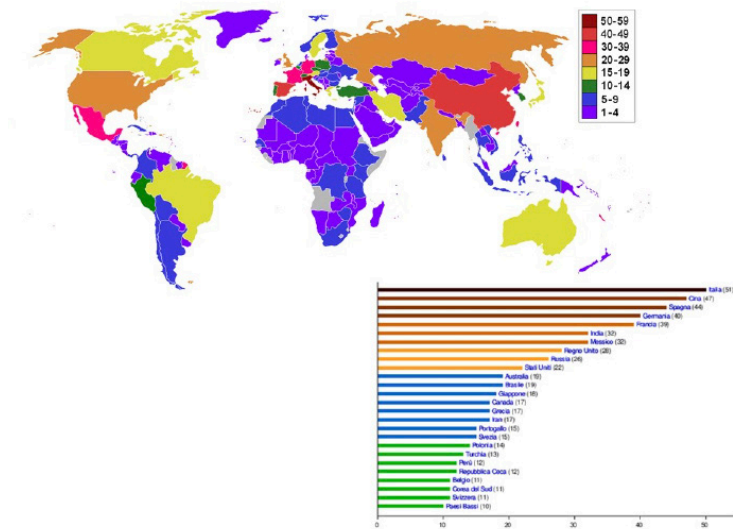 50-59
40-49
30-39
20-29
15-19
10-14
5-9
1-4
Italia (51)
Cina (47)
Spagna (44)
Germania (40)
Francia (39)
India (32)
Messico (32)
Regno Unito (28)
Russia (26)
Stati Uniti (22)
Australia (19)
Brasile (19)
Giappone (18)
Canada (17)
Grecia (17)
Iran (17)
Portogallo (15)
Svezia (15)
Polonia (14)
Turchia (13)
Perù (12)
Repubblica Ceca (12)
Belgio (11)
Corea del Sud (11)
Svizzera (11)
Paesi Bassi (10)
0 10 20 30 40 50